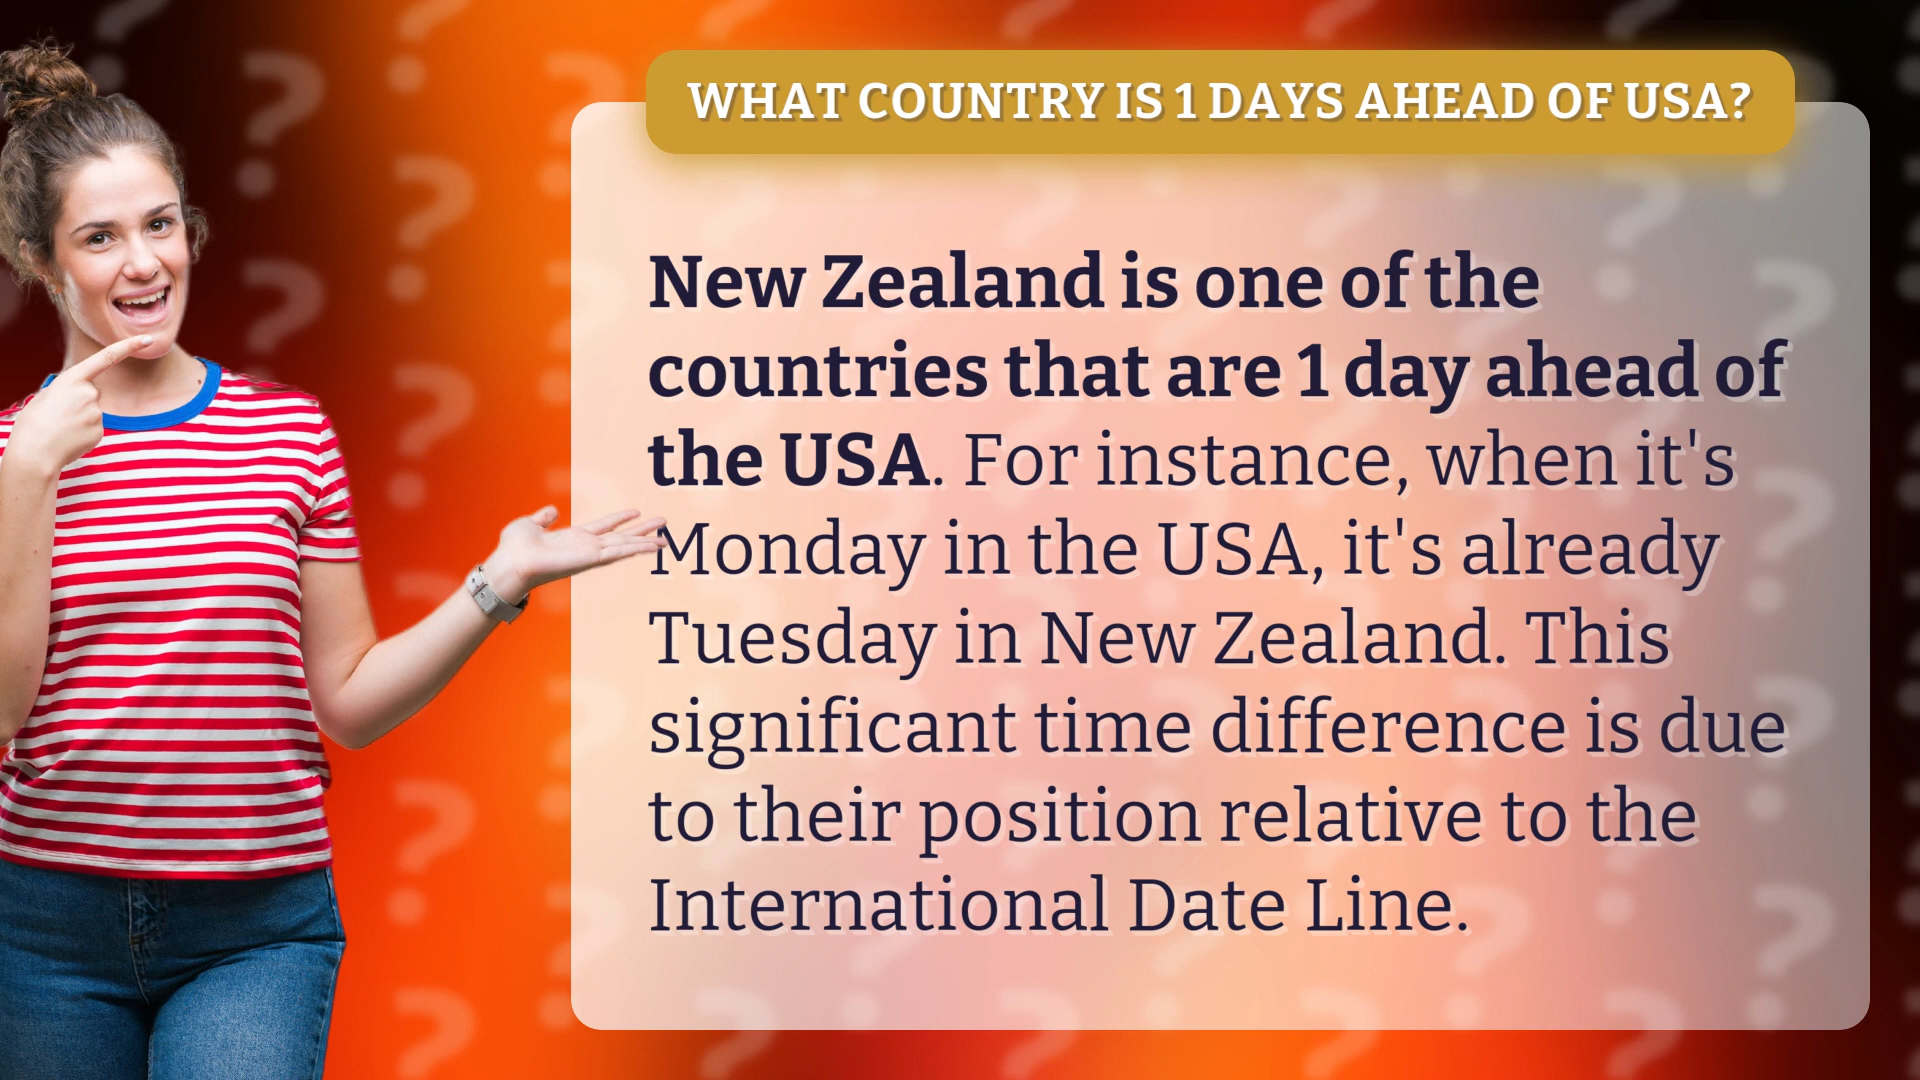 WHAT COUNTRY IS 1 DAYS AHEAD OF USA?
New Zealand is one of the
countries that are 1 day ahead of
the USA. For instance, when it's
Monday in the USA, it's already
Tuesday in New Zealand. This
significant time difference is due
to their position relative to the
International Date Line.